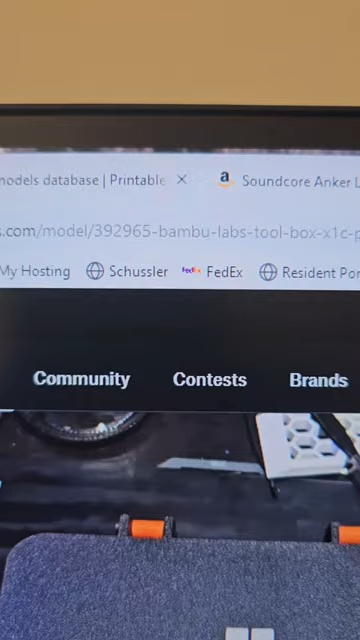 models database | Printable × a Soundcore Anker L
s.com/model/392965-bambu-labs-tool-box-x1c-p
My Hosting Schussler FedEx FedEx Resident Por
Community Contests Brands